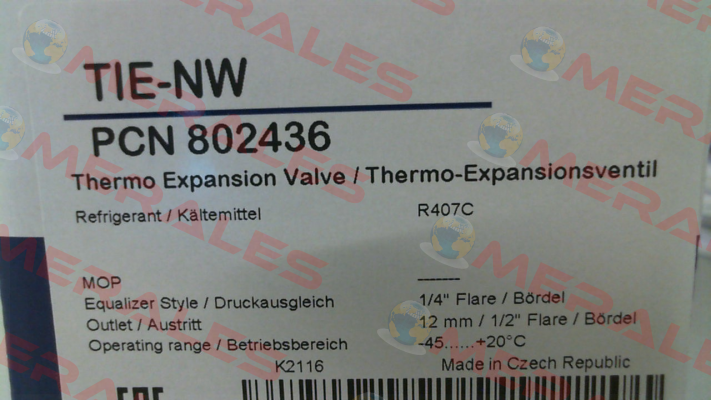 TIE-NW
PCN 802436
Thermo Expansion Valve / Thermo-Expansionsventil
Refrigerant / Kältemittel R407C
MOP -------
Equalizer Style / Druckausgleich 1/4" Flare / Bördel
Outlet / Austritt 12 mm / 1/2" Flare / Bördel
Operating range / Betriebsbereich -45......+20°C
K2116 Made in Czech Republic
EAC
MERALES